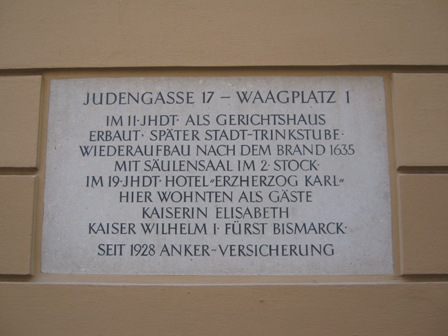 JUDENGASSE 17 – WAAGPLATZ 1
IM 11·JHDT· ALS GERICHTSHAUS
ERBAUT· SPÄTER STADT-TRINKSTUBE·
WIEDERAUFBAU NACH DEM BRAND 1635
MIT SÄULENSAAL IM 2· STOCK·
IM 19·JHDT· HOTEL „ERZHERZOG KARL"
HIER WOHNTEN ALS GÄSTE
KAISERIN ELISABETH
KAISER WILHELM I· FÜRST BISMARCK·
SEIT 1928 ANKER-VERSICHERUNG